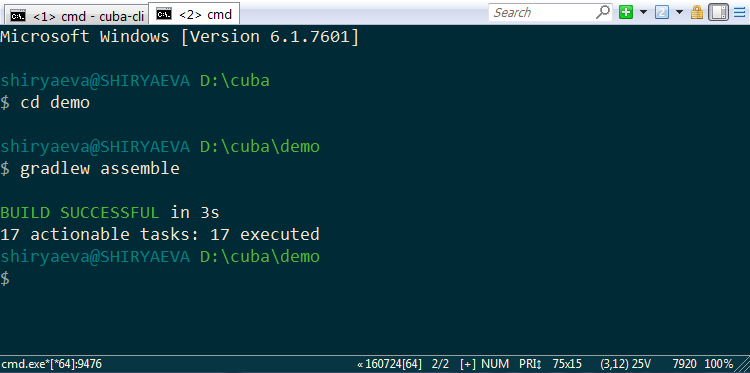 <1> cmd - cuba-cli
<2> cmd
Search
2
Microsoft Windows [Version 6.1.7601]
shiryaeva@SHIRYAEVA D:\cuba
$ cd demo
shiryaeva@SHIRYAEVA D:\cuba\demo
$ gradlew assemble
BUILD SUCCESSFUL in 3s
17 actionable tasks: 17 executed
shiryaeva@SHIRYAEVA D:\cuba\demo
$
cmd.exe*[*64]:9476 « 160724[64] 2/2 [+] NUM PRI↕ 75x15 (3,12) 25V 7920 100%